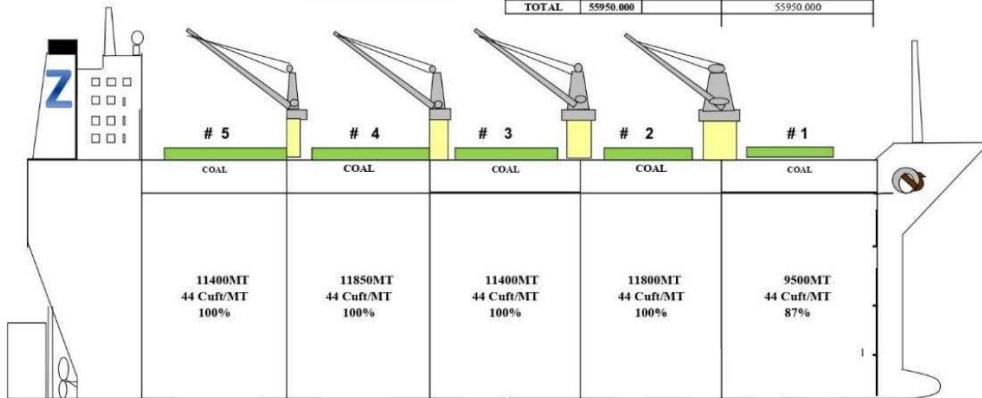 TOTAL 55950.000 55950.000
Z
# 5 # 4 # 3 # 2 # 1
COAL COAL COAL COAL COAL
11400MT 11850MT 11400MT 11800MT 9500MT
44 Cuft/MT 44 Cuft/MT 44 Cuft/MT 44 Cuft/MT 44 Cuft/MT
100% 100% 100% 100% 87%